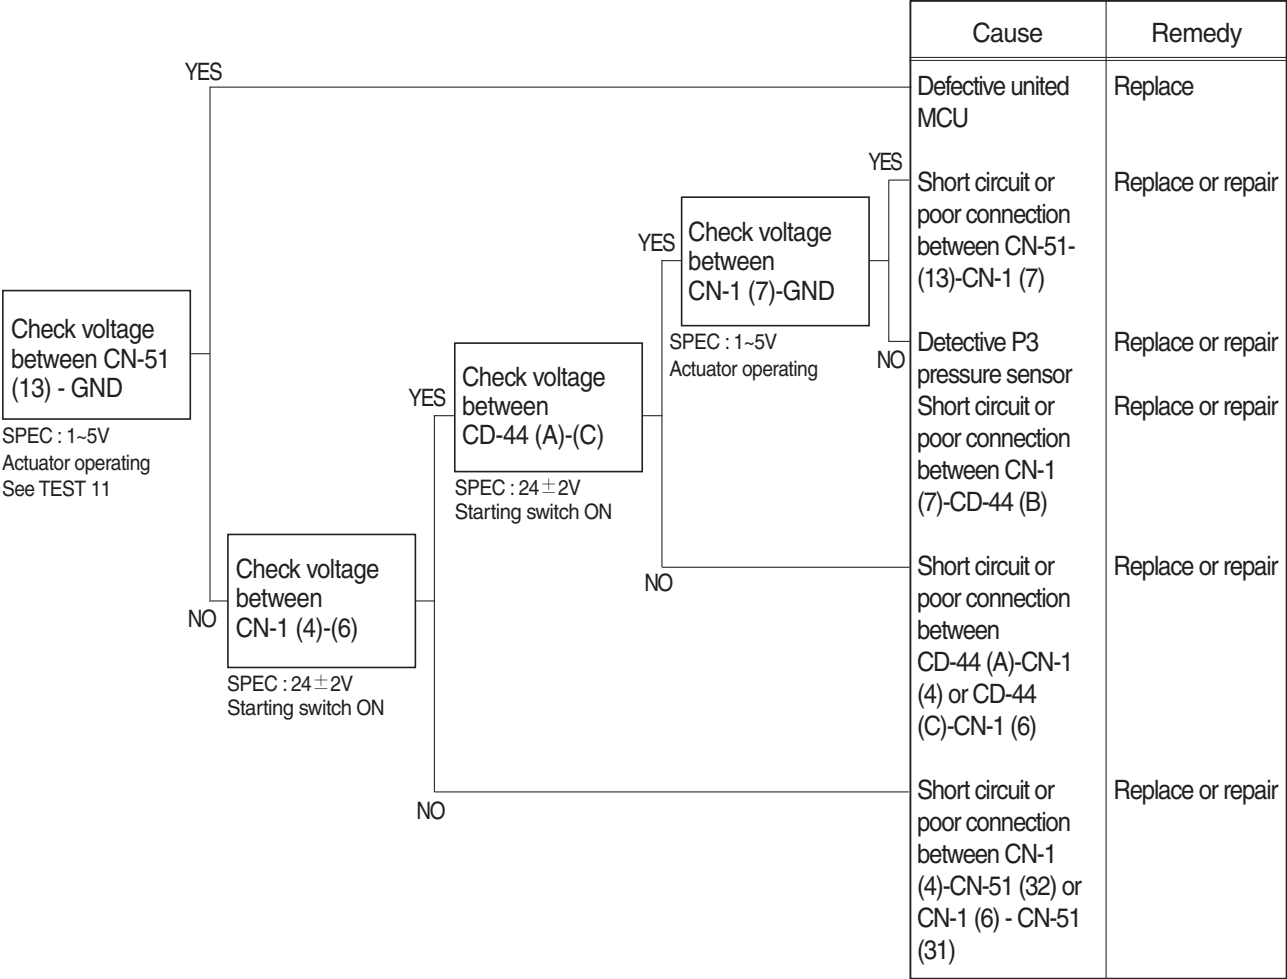 Cause
Remedy
YES
Defective united
MCU
Replace
YES
Short circuit or
poor connection
between CN-51-
(13)-CN-1 (7)
Replace or repair
YES
Check voltage
between
CN-1 (7)-GND
SPEC : 1~5V
Actuator operating
NO
Detective P3
pressure sensor
Replace or repair
Short circuit or
poor connection
between CN-1
(7)-CD-44 (B)
Replace or repair
Check voltage
between CN-51
(13) - GND
SPEC : 1~5V
Actuator operating
See TEST 11
YES
Check voltage
between
CD-44 (A)-(C)
SPEC : 24±2V
Starting switch ON
NO
Short circuit or
poor connection
between
CD-44 (A)-CN-1
(4) or CD-44
(C)-CN-1 (6)
Replace or repair
NO
Check voltage
between
CN-1 (4)-(6)
SPEC : 24±2V
Starting switch ON
NO
Short circuit or
poor connection
between CN-1
(4)-CN-51 (32) or
CN-1 (6) - CN-51
(31)
Replace or repair